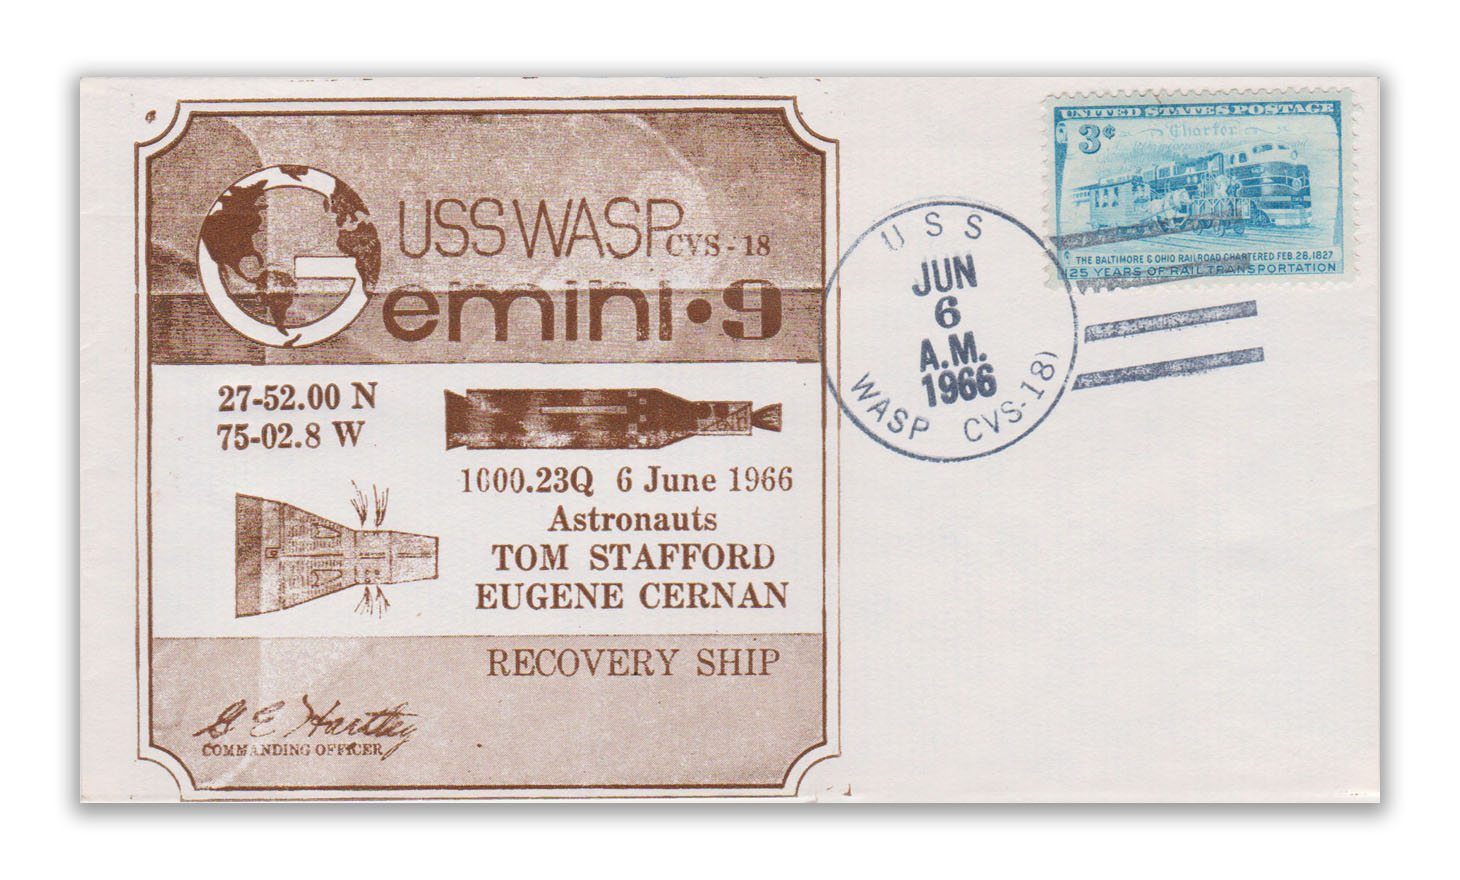 USS WASP CVS - 18
Gemini • 9
27-52.00 N
75-02.8 W
1000.23Q 6 June 1966
Astronauts
TOM STAFFORD
EUGENE CERNAN
RECOVERY SHIP
G E Hartley
COMMANDING OFFICER
USS
JUN
6
A.M.
1966
WASP CVS-18)
UNITED STATES POSTAGE
3¢
Charter
THE BALTIMORE & OHIO RAILROAD CHARTERED FEB. 28, 1827
125 YEARS OF RAIL TRANSPORTATION